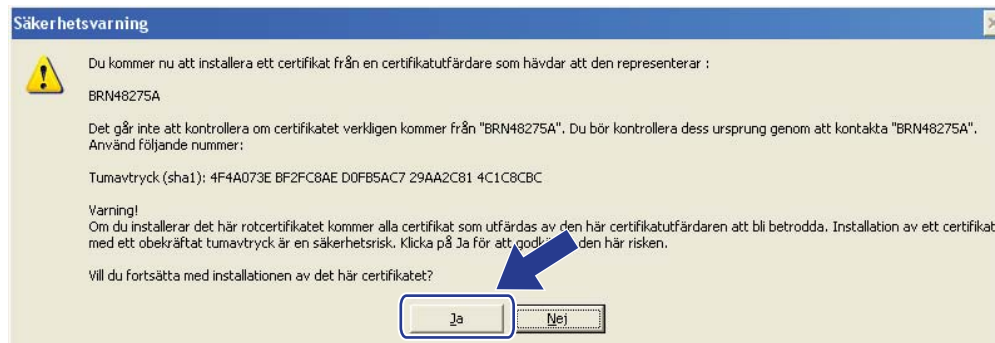 Säkerhetsvarning
Du kommer nu att installera ett certifikat från en certifikatutfärdare som hävdar att den representerar :
BRN48275A
Det går inte att kontrollera om certifikatet verkligen kommer från "BRN48275A". Du bör kontrollera dess ursprung genom att kontakta "BRN48275A".
Använd följande nummer:
Tumavtryck (sha1): 4F4A073E BF2FC8AE D0FB5AC7 29AA2C81 4C1C8CBC
Varning!
Om du installerar det här rotcertifikatet kommer alla certifikat som utfärdas av den här certifikatutfärdaren att bli betrodda. Installation av ett certifikat
med ett obekräftat tumavtryck är en säkerhetsrisk. Klicka på Ja för att den här risken.
Vill du fortsätta med installationen av det här certifikatet?
Ja Nej